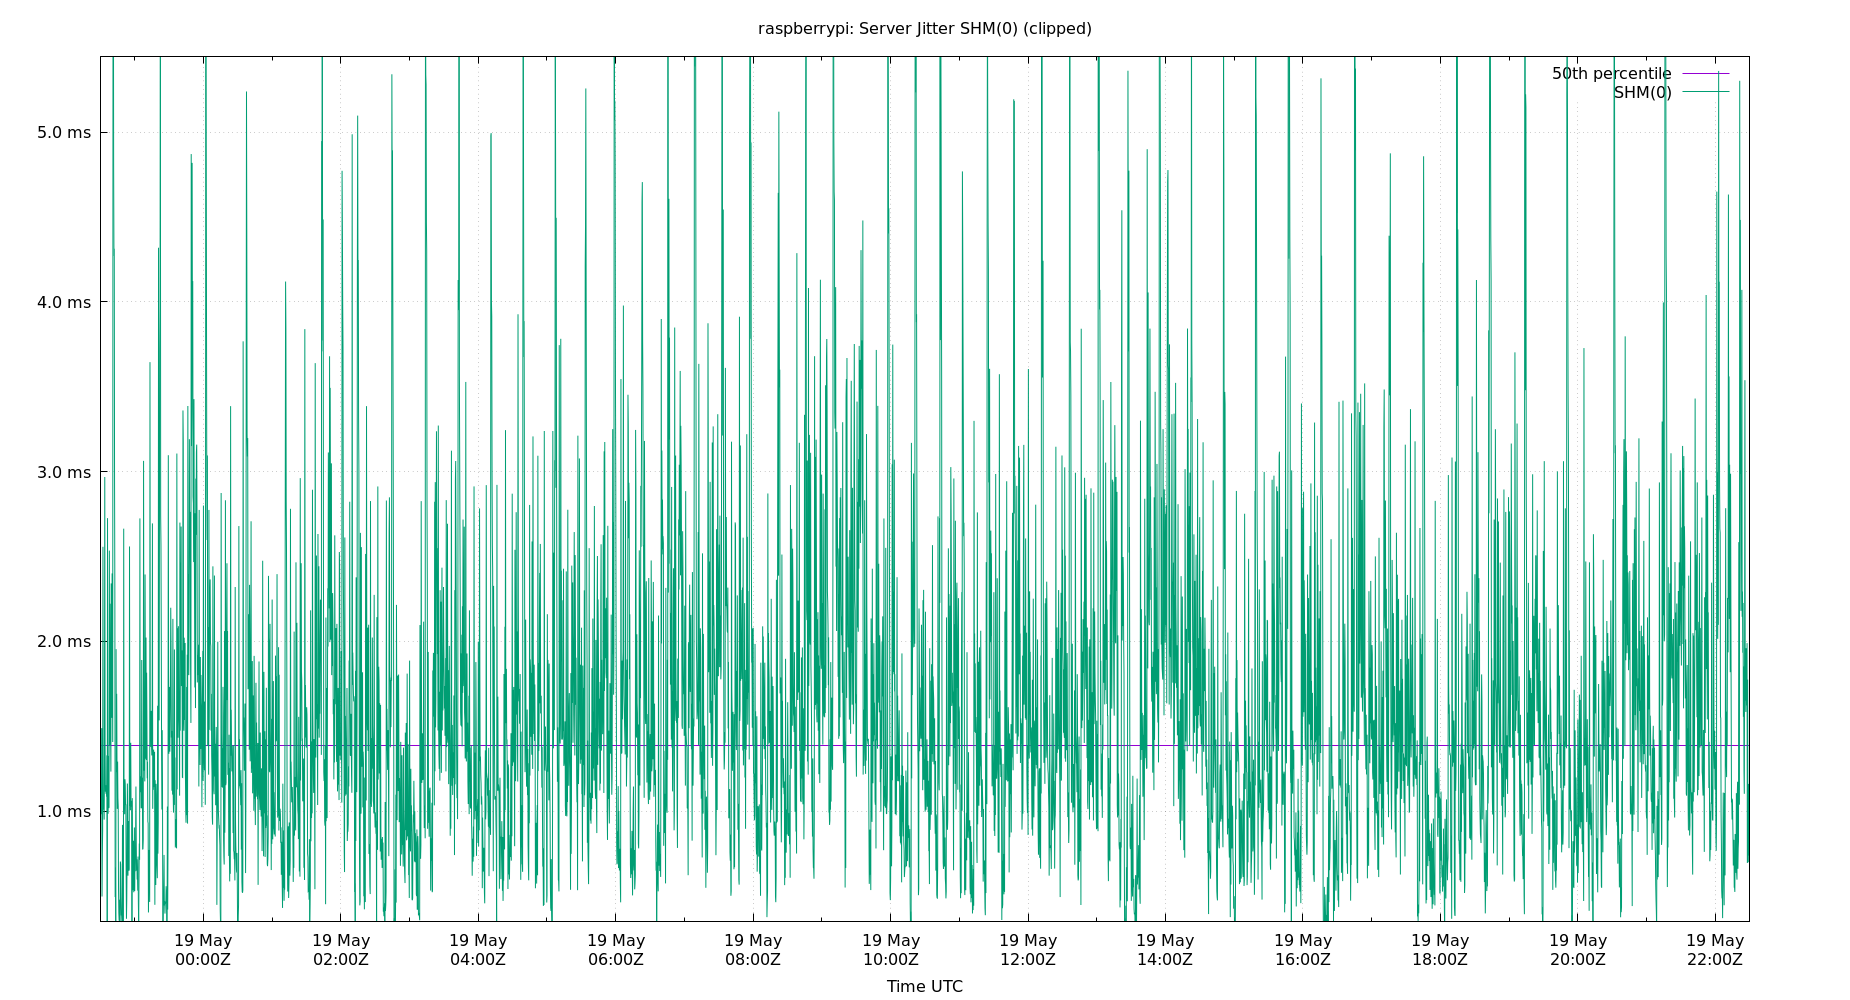 raspberrypi: Server Jitter SHM(0) (clipped)
50th percentile
SHM(0)
5.0 ms
4.0 ms
3.0 ms
2.0 ms
1.0 ms
19 May 19 May 19 May 19 May 19 May 19 May 19 May 19 May 19 May 19 May 19 May 19 May
00:00Z 02:00Z 04:00Z 06:00Z 08:00Z 10:00Z 12:00Z 14:00Z 16:00Z 18:00Z 20:00Z 22:00Z
Time UTC